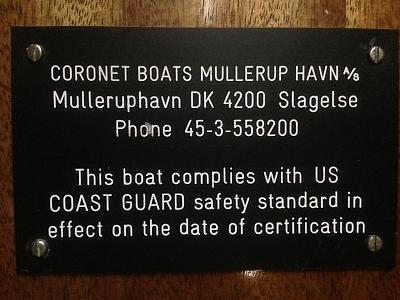 CORONET BOATS MULLERUP HAVN A/S
Mulleruphavn DK 4200 Slagelse
Phone 45-3-558200
This boat complies with US
COAST GUARD safety standard in
effect on the date of certification